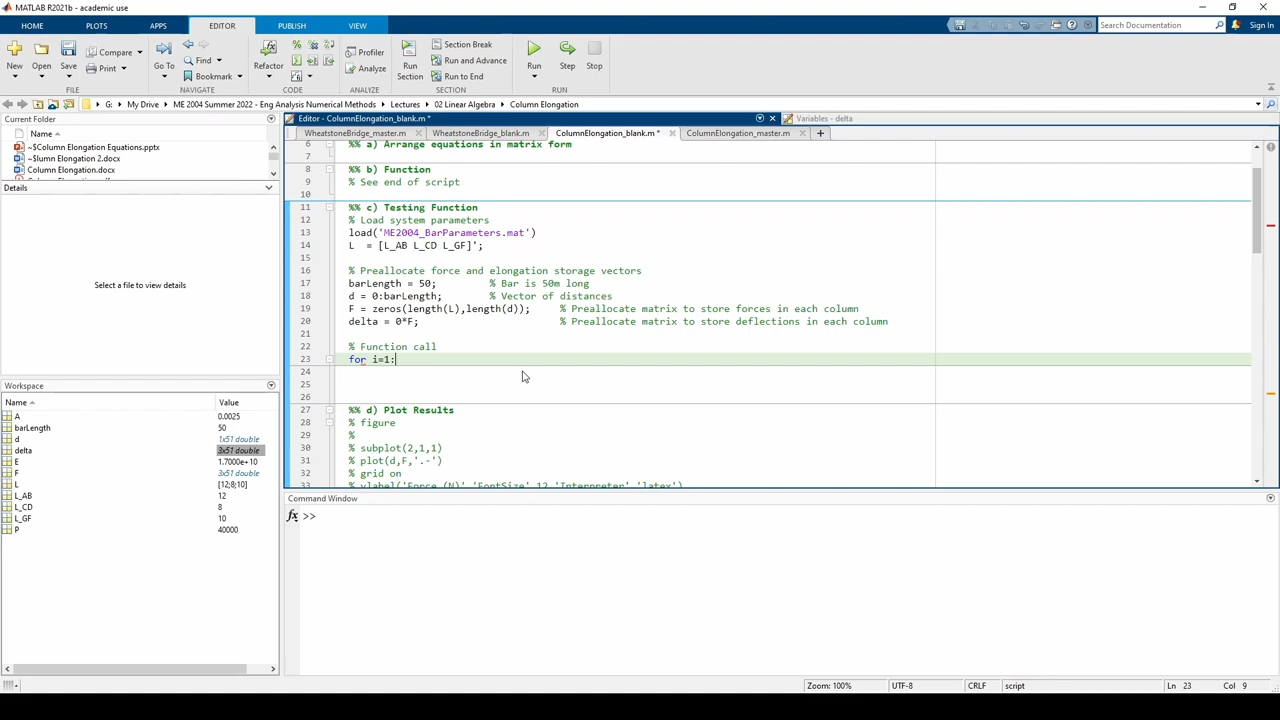 MATLAB R2021b - academic use
HOME PLOTS APPS EDITOR PUBLISH VIEW Search Documentation Sign In
New Open Save Compare Print Go To Find Bookmark Refactor Profiler Analyze Run Section Section Break Run and Advance Run to End Run Step Stop
FILE NAVIGATE CODE ANALYZE SECTION RUN
G: My Drive ME 2004 Summer 2022 - Eng Analysis Numerical Methods Lectures 02 Linear Algebra Column Elongation
Current Folder
Name
~$Column Elongation Equations.pptx
~$lumn Elongation 2.docx
Column Elongation.docx
Details
Select a file to view details
Workspace
Name Value
A 0.0025
barLength 50
d 1x51 double
delta 3x51 double
E 1.7000e+10
F 3x51 double
L [12;8;10]
L_AB 12
L_CD 8
L_GF 10
P 40000
Editor - ColumnElongation_blank.m * Variables - delta
WheatstoneBridge_master.m WheatstoneBridge_blank.m ColumnElongation_blank.m * ColumnElongation_master.m
6 %% a) Arrange equations in matrix form
7
8 %% b) Function
9 % See end of script
10
11 %% c) Testing Function
12 % Load system parameters
13 load('ME2004_BarParameters.mat')
14 L = [L_AB L_CD L_GF]';
15
16 % Preallocate force and elongation storage vectors
17 barLength = 50; % Bar is 50m long
18 d = 0:barLength; % Vector of distances
19 F = zeros(length(L),length(d)); % Preallocate matrix to store forces in each column
20 delta = 0*F; % Preallocate matrix to store deflections in each column
21
22 % Function call
23 for i=1:
24
25
26
27 %% d) Plot Results
28 % figure
29 %
30 % subplot(2,1,1)
31 % plot(d,F,'.-')
32 % grid on
33 % ylabel('Force (N)','FontSize',12,'Interpreter','latex')
Command Window
fx >>
Zoom: 100% UTF-8 CRLF script Ln 23 Col 9